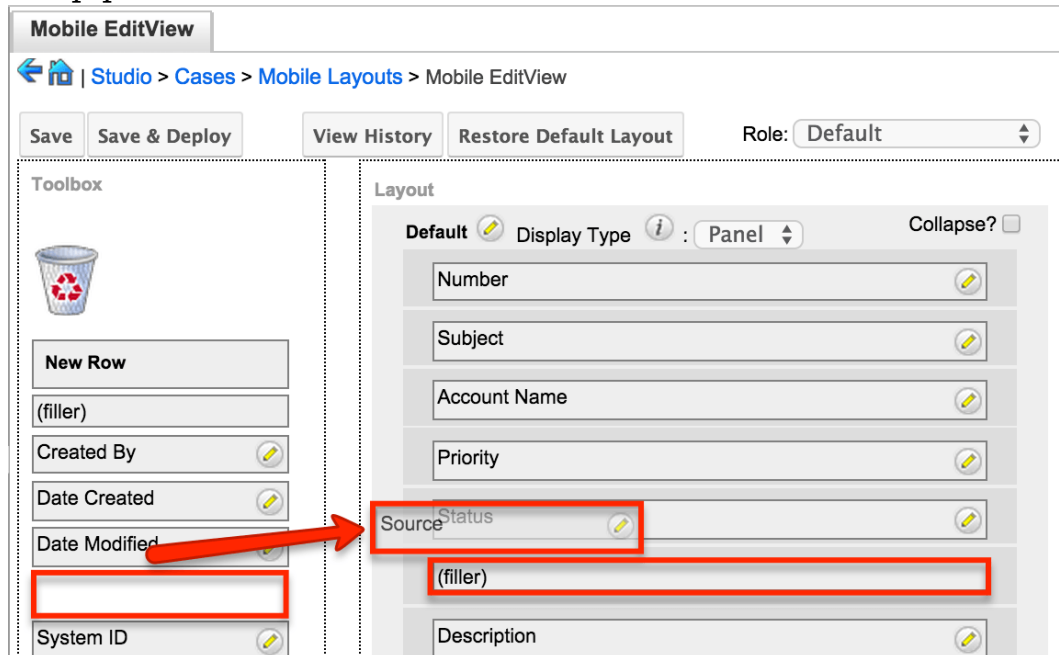 Mobile EditView
| Studio > Cases > Mobile Layouts > Mobile EditView
Save Save & Deploy View History Restore Default Layout Role: Default
Toolbox
New Row
(filler)
Created By
Date Created
Date Modified
System ID
Layout
Default Display Type i : Panel Collapse?
Number
Subject
Account Name
Priority
Source Status
(filler)
Description